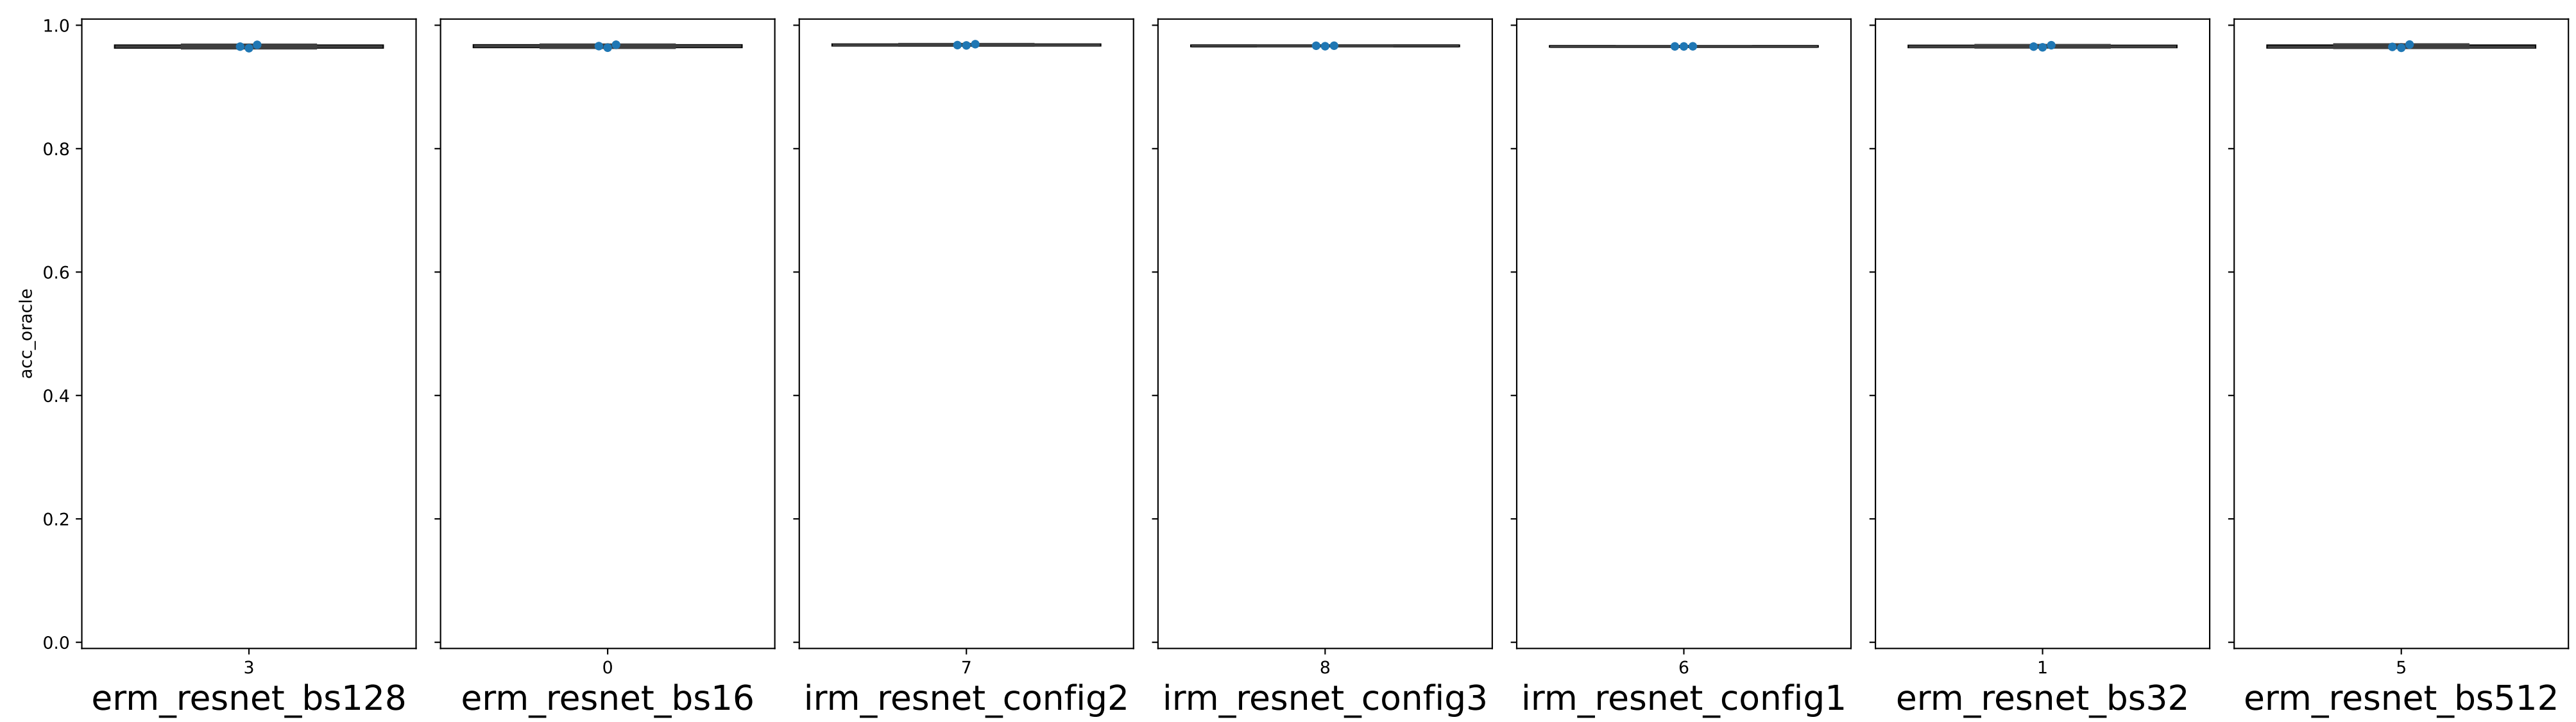 acc_oracle
1.0
0.8
0.6
0.4
0.2
0.0
3 0 7 8 6 1 5
erm_resnet_bs128 erm_resnet_bs16 irm_resnet_config2 irm_resnet_config3 irm_resnet_config1 erm_resnet_bs32 erm_resnet_bs512